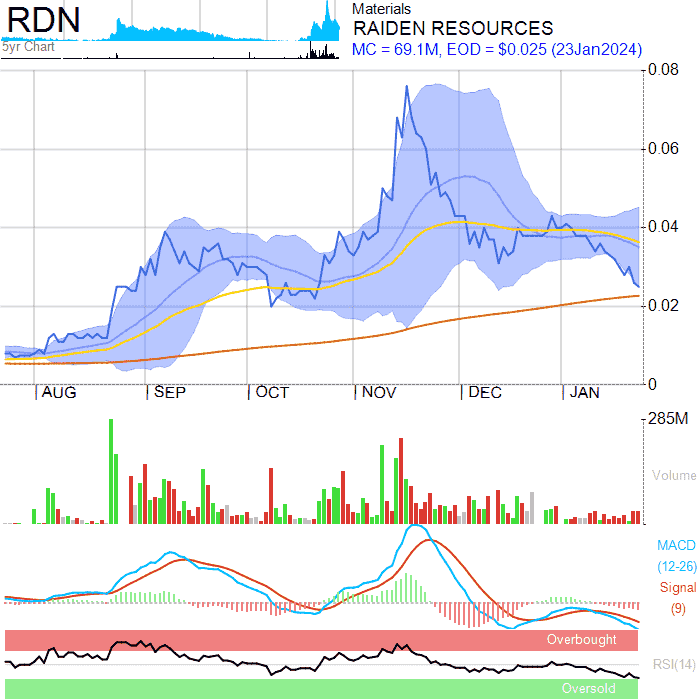 RDN
5yr Chart
Materials
RAIDEN RESOURCES
MC = 69.1M, EOD = $0.025 (23Jan2024)
0.08
0.06
0.04
0.02
0
AUG SEP OCT NOV DEC JAN
285M
Volume
MACD
(12-26)
Signal
(9)
Overbought
RSI(14)
Oversold